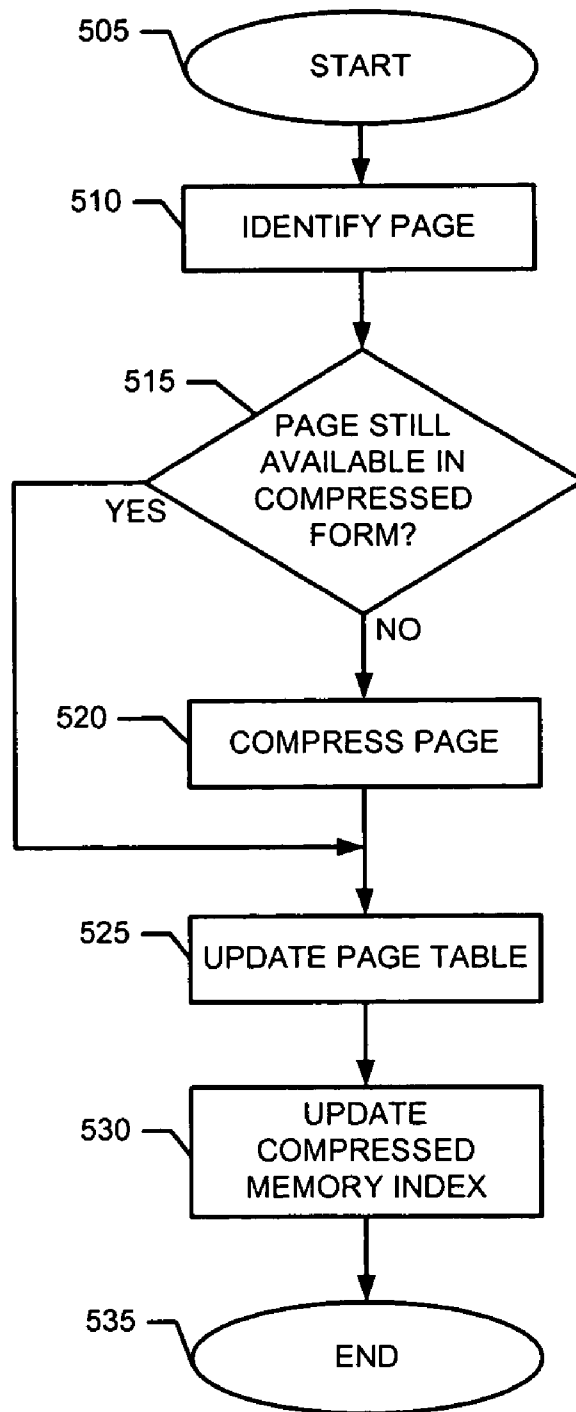 505
START
510
IDENTIFY PAGE
515
PAGE STILL
AVAILABLE IN
COMPRESSED
FORM?
YES
NO
520
COMPRESS PAGE
525
UPDATE PAGE TABLE
530
UPDATE
COMPRESSED
MEMORY INDEX
535
END